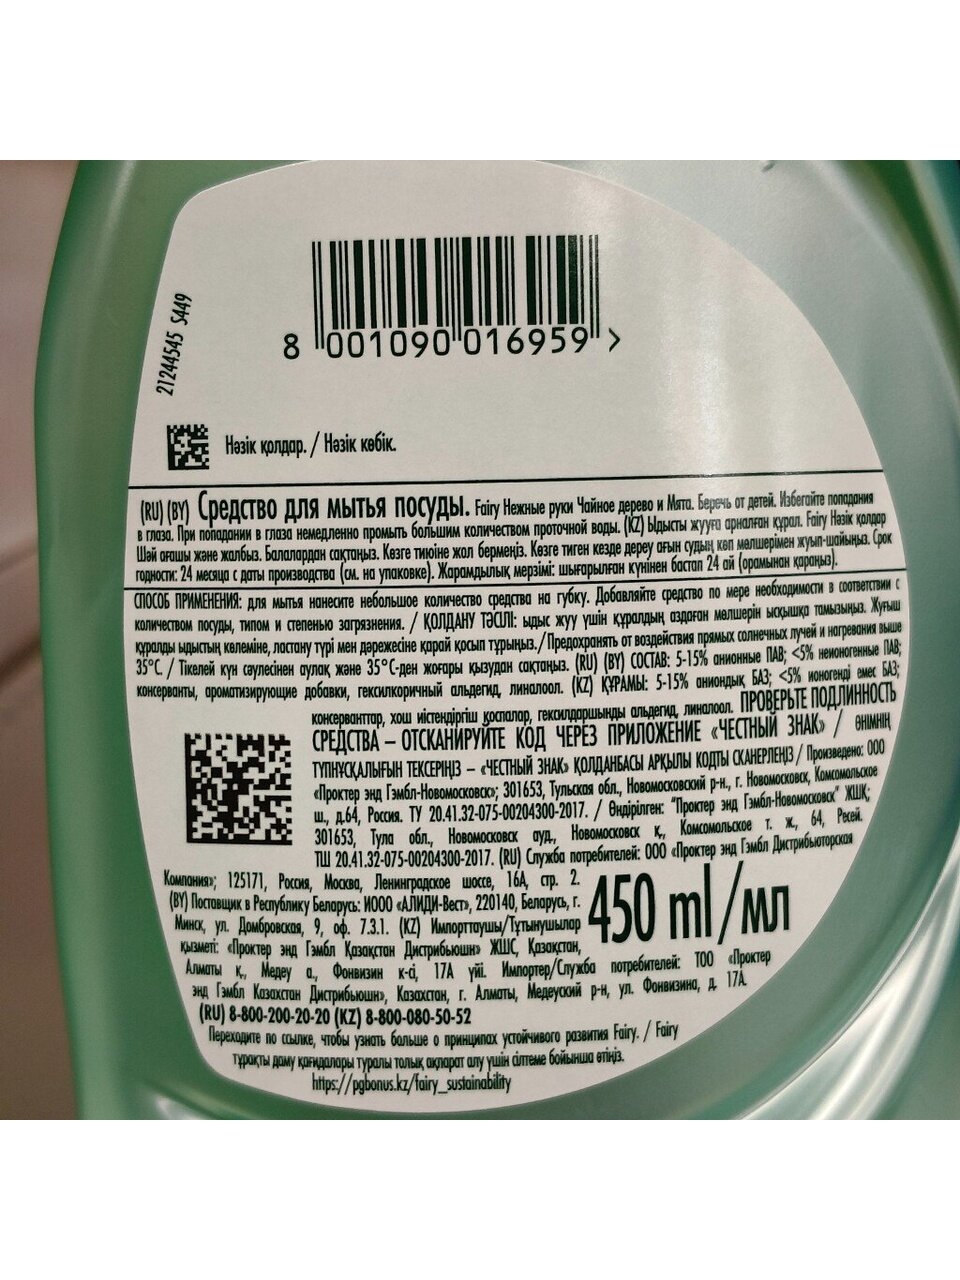 8 001090 016959 >
21244545 S449
Нәзік қолдар. / Нәзік көбік.
(RU) (BY) Средство для мытья посуды. Fairy Нежные руки Чайное дерево и Мята. Беречь от детей. Избегайте попадания
в глаза. При попадании в глаза немедленно промыть большим количеством проточной воды. (KZ) Ыдысты жууға арналған құрал. Fairy Нәзік қолдар
Шәй ағашы және жалбыз. Балалардан сақтаңыз. Көзге тиюіне жол бермеңіз. Көзге тиген кезде дереу ағын судың көп мөлшерімен жуып-шайыңыз. Срок
годности: 24 месяца с даты производства (см. на упаковке). Жарамдылық мерзімі: шығарылған күнінен бастап 24 ай (орамынан қараңыз).
СПОСОБ ПРИМЕНЕНИЯ: для мытья нанесите небольшое количество средства на губку. Добавляйте средство по мере необходимости в соответствии с
количеством посуды, типом и степенью загрязнения. / ҚОЛДАНУ ТӘСІЛІ: ыдыс жуу үшін құралдың аздаған мөлшерін ысқышқа тамызыңыз. Жуғыш
құралды ыдыстың көлеміне, ластану түрі мен дәрежесіне қарай қосып тұрыңыз./Предохранять от воздействия прямых солнечных лучей и нагревания выше
35°C. / Тікелей күн сәулесінен аулақ және 35°C-ден жоғары қызудан сақтаңыз. (RU) (BY) СОСТАВ: 5-15% анионные ПАВ; <5% неионогенные ПАВ;
консерванты, ароматизирующие добавки, гексилкоричный альдегид, линалоол. (KZ) ҚҰРАМЫ: 5-15% аниондық БАЗ; <5% ионогенді емес БАЗ;
консерванттар, хош иістендіргіш қоспалар, гексилдаршынды альдегид, линалоол. ПРОВЕРЬТЕ ПОДЛИННОСТЬ
СРЕДСТВА – ОТСКАНИРУЙТЕ КОД ЧЕРЕЗ ПРИЛОЖЕНИЕ «ЧЕСТНЫЙ ЗНАК» / ӨНІМНІҢ
ТҮПНҰСҚАЛЫҒЫН ТЕКСЕРІҢІЗ – «ЧЕСТНЫЙ ЗНАК» ҚОЛДАНБАСЫ АРҚЫЛЫ КОДТЫ СКАНЕРЛЕҢІЗ / Произведено: ООО
«Проктер энд Гэмбл-Новомосковск»; 301653, Тульская обл., Новомосковский р-н., г. Новомосковск, Комсомольское
ш., д.64, Россия. ТУ 20.41.32-075-00204300-2017. / Өндірілген: "Проктер энд Гэмбл-Новомосковск" ЖШҚ;
301653, Тула обл., Новомосковск ауд., Новомосковск қ., Комсомольское т. ж., 64, Ресей.
ТШ 20.41.32-075-00204300-2017. (RU) Служба потребителей: ООО «Проктер энд Гэмбл Дистрибьюторская
Компания»; 125171, Россия, Москва, Ленинградское шоссе, 16А, стр. 2.
(BY) Поставщик в Республику Беларусь: ИООО «АЛИДИ-Вест», 220140, Беларусь, г.
Минск, ул. Домбровская, 9, оф. 7.3.1. (KZ) Импорттаушы/Тұтынушылар
қызметі: «Проктер энд Гэмбл Қазақстан Дистрибьюшн» ЖШС, Қазақстан,
Алматы қ., Медеу а., Фонвизин к-сі, 17А үйі. Импортер/Служба потребителей: ТОО «Проктер
энд Гэмбл Казахстан Дистрибьюшн», Казахстан, г. Алматы, Медеуский р-н, ул. Фонвизина, д. 17А.
450 ml/мл
(RU) 8-800-200-20-20 (KZ) 8-800-080-50-52
Переходите по ссылке, чтобы узнать больше о принципах устойчивого развития Fairy. / Fairy
тұрақты даму қағидалары туралы толық ақпарат алу үшін сілтеме бойынша өтіңіз.
https://pgbonus.kz/fairy_sustainability